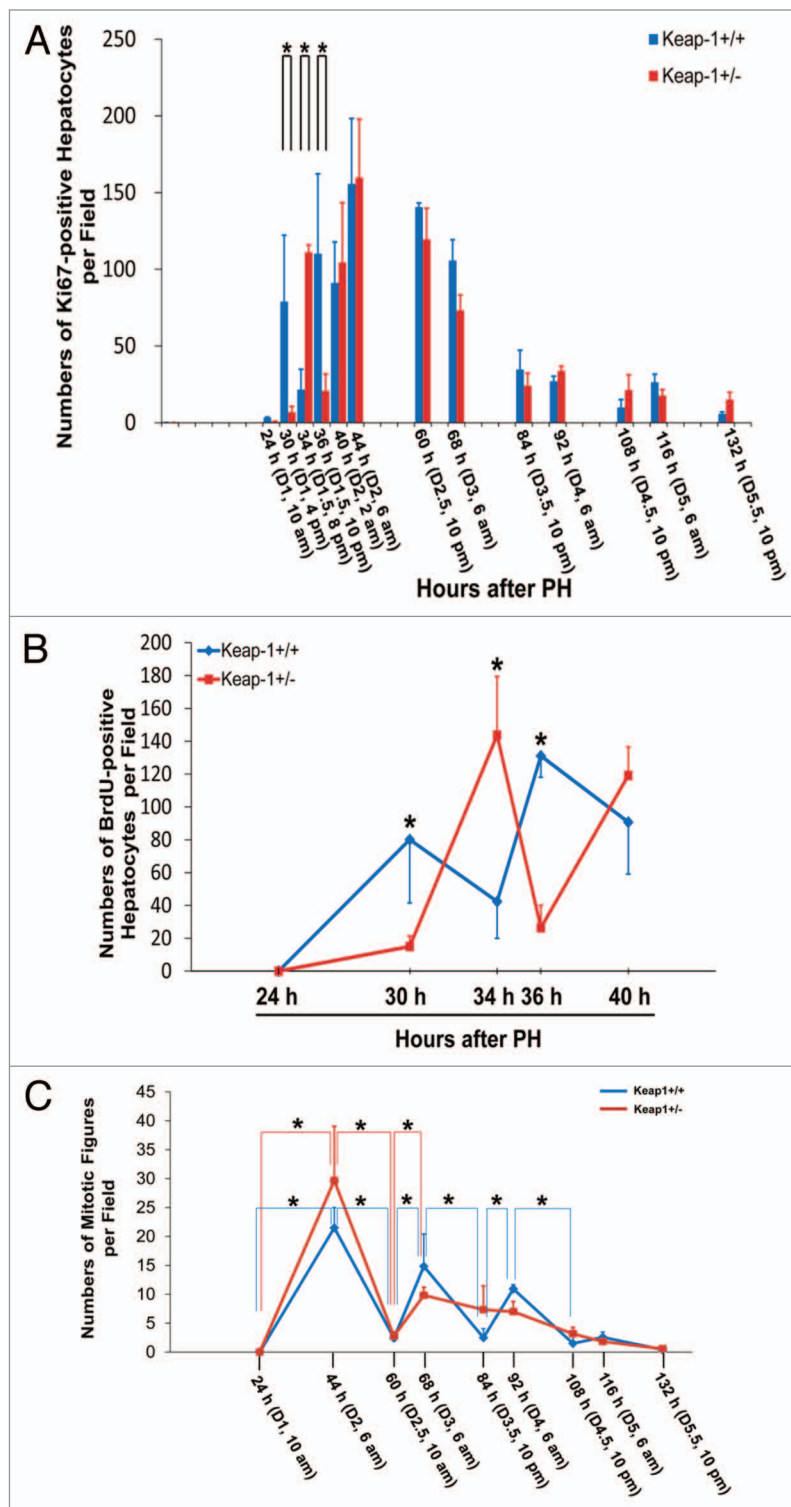 A
250
200
150
100
50
0
Numbers of Ki67-positive Hepatocytes
per Field
* * *
Keap-1+/+
Keap-1+/-
24 h (D1, 10 am)
30 h (D1, 4 pm)
34 h (D1.5, 8 pm)
36 h (D1.5, 10 pm)
40 h (D2, 2 am)
44 h (D2, 6 am)
60 h (D2.5, 10 pm)
68 h (D3, 6 am)
84 h (D3.5, 10 pm)
92 h (D4, 6 am)
108 h (D4.5, 10 pm)
116 h (D5, 6 am)
132 h (D5.5, 10 pm)
Hours after PH
B
200
180
160
140
120
100
80
60
40
20
0
Numbers of BrdU-positive
Hepatocytes per Field
Keap-1+/+
Keap-1+/-
*
*
*
24 h 30 h 34 h 36 h 40 h
Hours after PH
C
45
40
35
30
25
20
15
10
5
0
Numbers of Mitotic Figures
per Field
Keap1+/+
Keap1+/-
* * *
* * * * * *
24 h (D1, 10 am)
44 h (D2, 6 am)
60 h (D2.5, 10 am)
68 h (D3, 6 am)
84 h (D3.5, 10 pm)
92 h (D4, 6 am)
108 h (D4.5, 10 pm)
116 h (D5, 6 am)
132 h (D5.5, 10 pm)